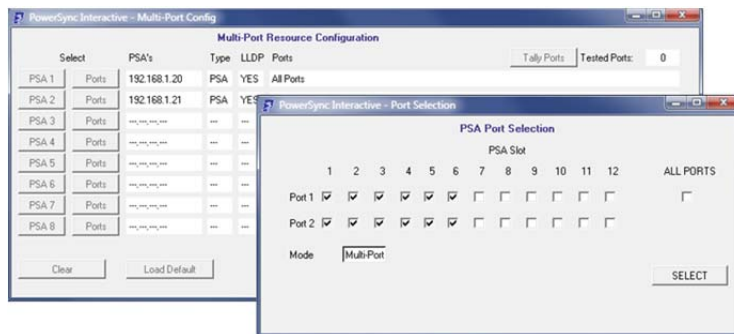 PowerSync Interactive - Multi-Port Config
Multi-Port Resource Configuration
Select PSA's Type LLDP Ports Tally Ports Tested Ports: 0
PSA 1 Ports 192.168.1.20 PSA YES All Ports
PSA 2 Ports 192.168.1.21 PSA YES
PSA 3 Ports ---.---.---.--- --- ---
PSA 4 Ports ---.---.---.--- --- ---
PSA 5 Ports ---.---.---.--- --- ---
PSA 6 Ports ---.---.---.--- --- ---
PSA 7 Ports ---.---.---.--- --- ---
PSA 8 Ports ---.---.---.--- --- ---
Clear Load Default
PowerSync Interactive - Port Selection
PSA Port Selection
PSA Slot
1 2 3 4 5 6 7 8 9 10 11 12 ALL PORTS
Port 1
Port 2
Mode Multi-Port
SELECT